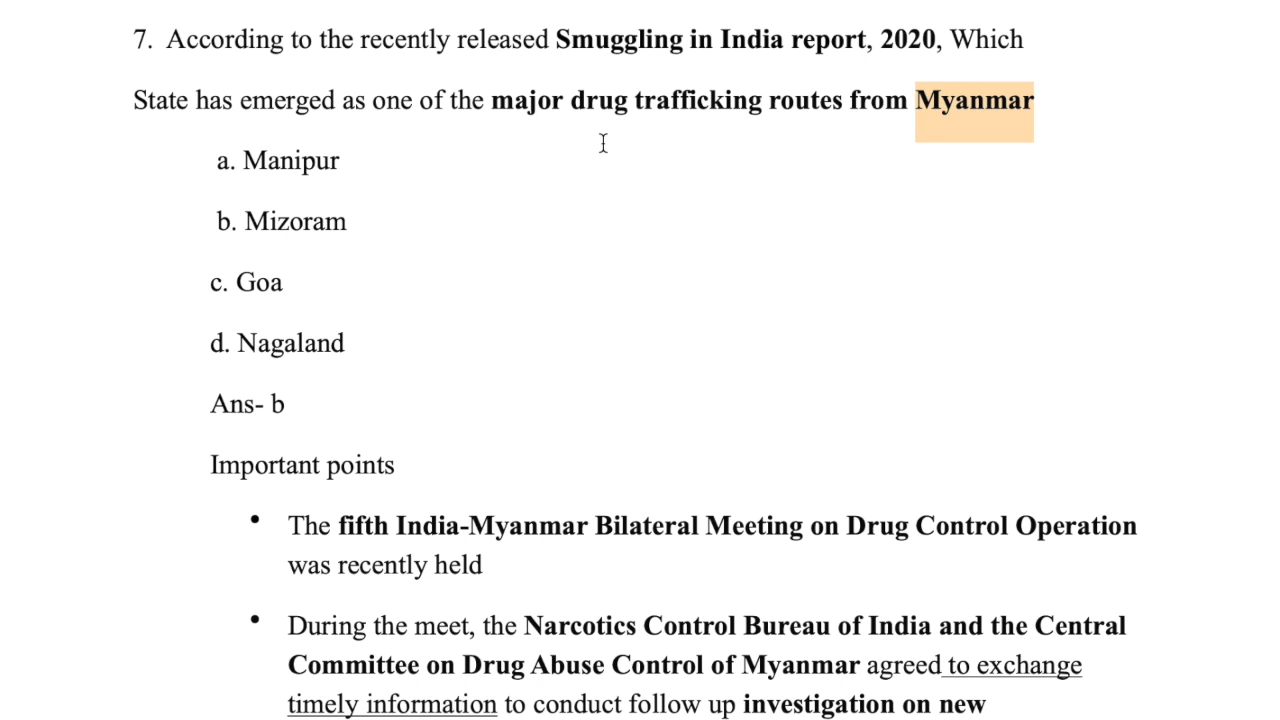 7. According to the recently released Smuggling in India report, 2020, Which
State has emerged as one of the major drug trafficking routes from Myanmar
a. Manipur
b. Mizoram
c. Goa
d. Nagaland
Ans- b
Important points
• The fifth India-Myanmar Bilateral Meeting on Drug Control Operation
was recently held
• During the meet, the Narcotics Control Bureau of India and the Central
Committee on Drug Abuse Control of Myanmar agreed to exchange
timely information to conduct follow up investigation on new